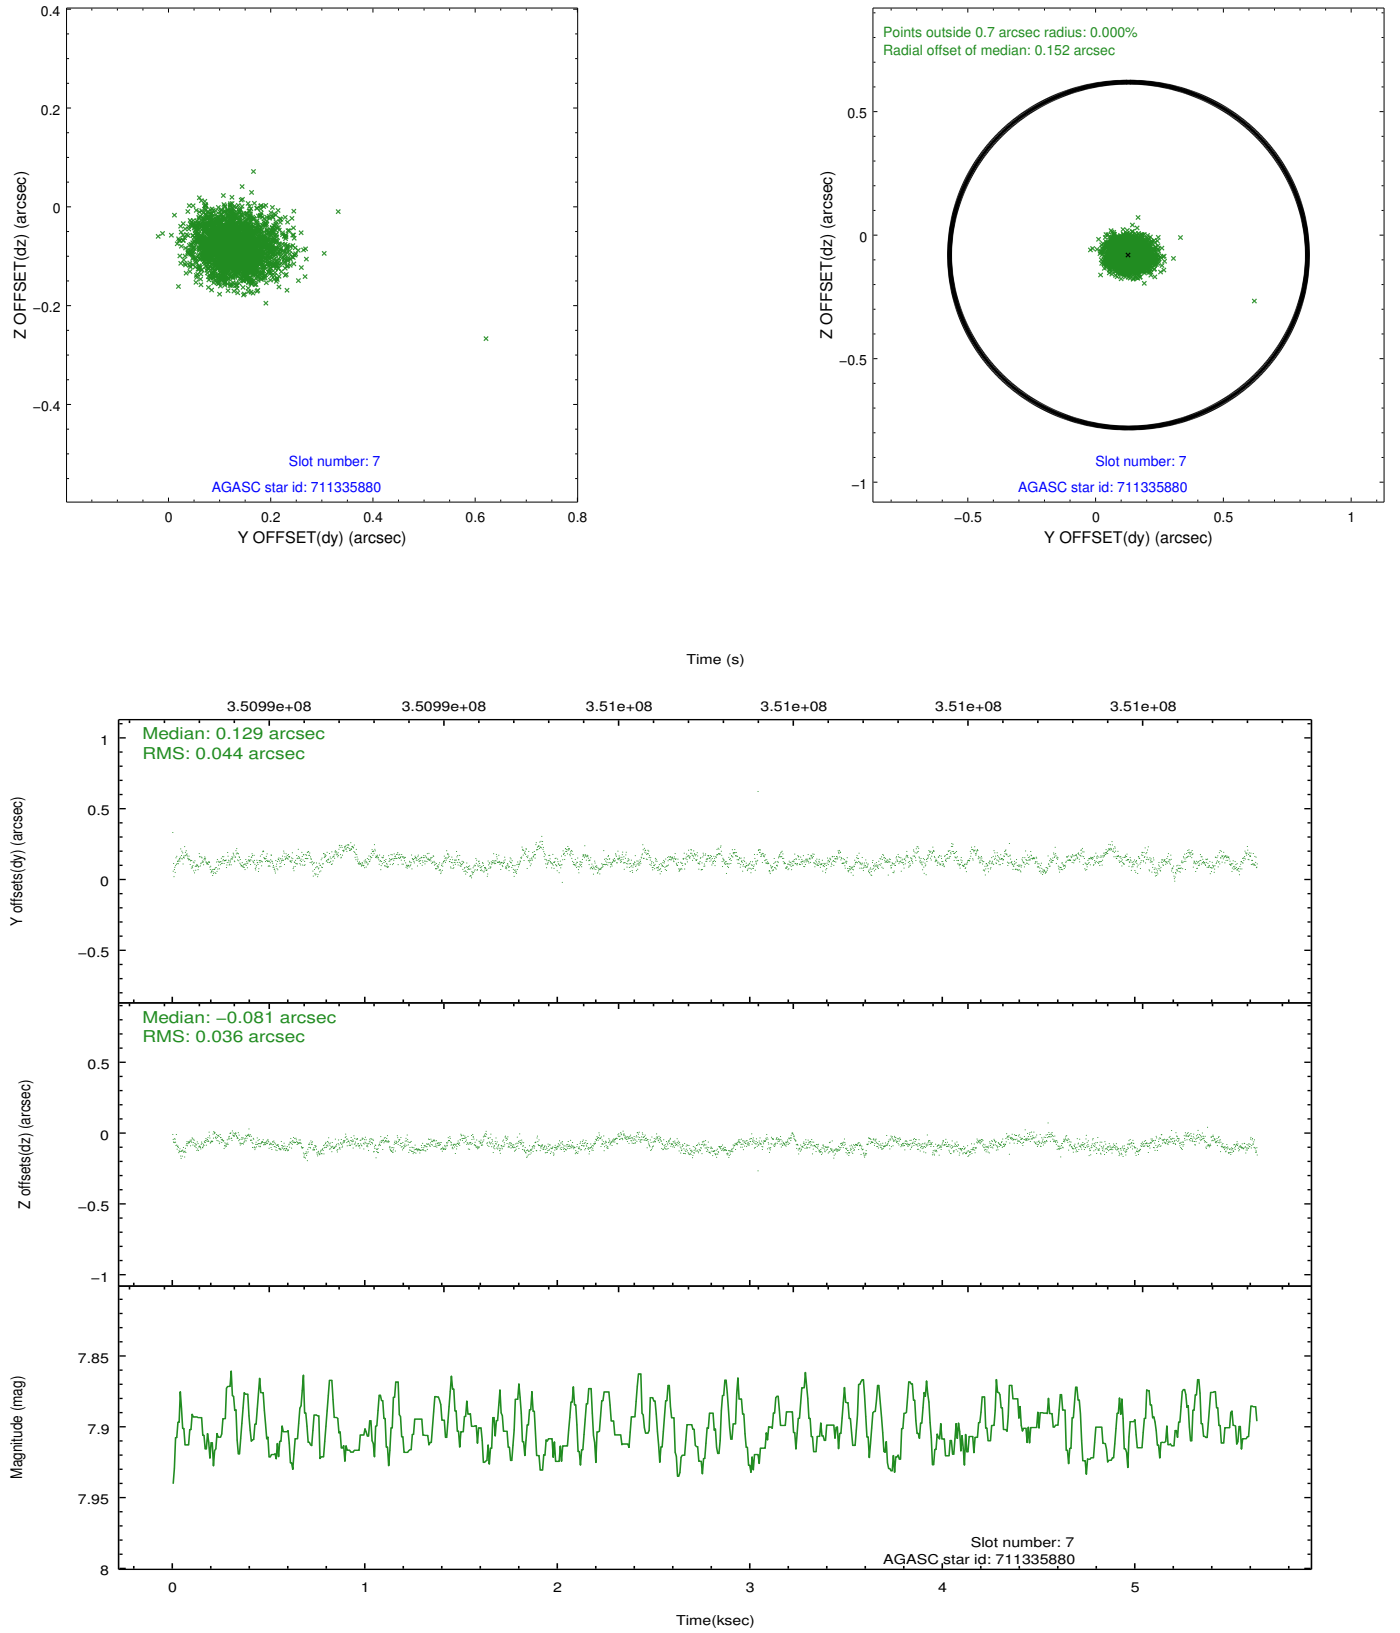 0.4
0.2
0
−0.2
−0.4
Z OFFSET(dz) (arcsec)
Slot number: 7
AGASC star id: 711335880
0 0.2 0.4 0.6 0.8
Y OFFSET(dy) (arcsec)
Points outside 0.7 arcsec radius: 0.000%
Radial offset of median: 0.152 arcsec
0.5
0
−0.5
−1
Z OFFSET(dz) (arcsec)
Slot number: 7
AGASC star id: 711335880
−0.5 0 0.5 1
Y OFFSET(dy) (arcsec)
Time (s)
3.5099e+08 3.5099e+08 3.51e+08 3.51e+08 3.51e+08 3.51e+08
Median: 0.129 arcsec
RMS: 0.044 arcsec
1
0.5
0
−0.5
Y offsets(dy) (arcsec)
Median: −0.081 arcsec
RMS: 0.036 arcsec
0.5
0
−0.5
−1
Z offsets(dz) (arcsec)
7.85
7.9
7.95
8
Magnitude (mag)
Slot number: 7
AGASC star id: 711335880
0 1 2 3 4 5
Time(ksec)